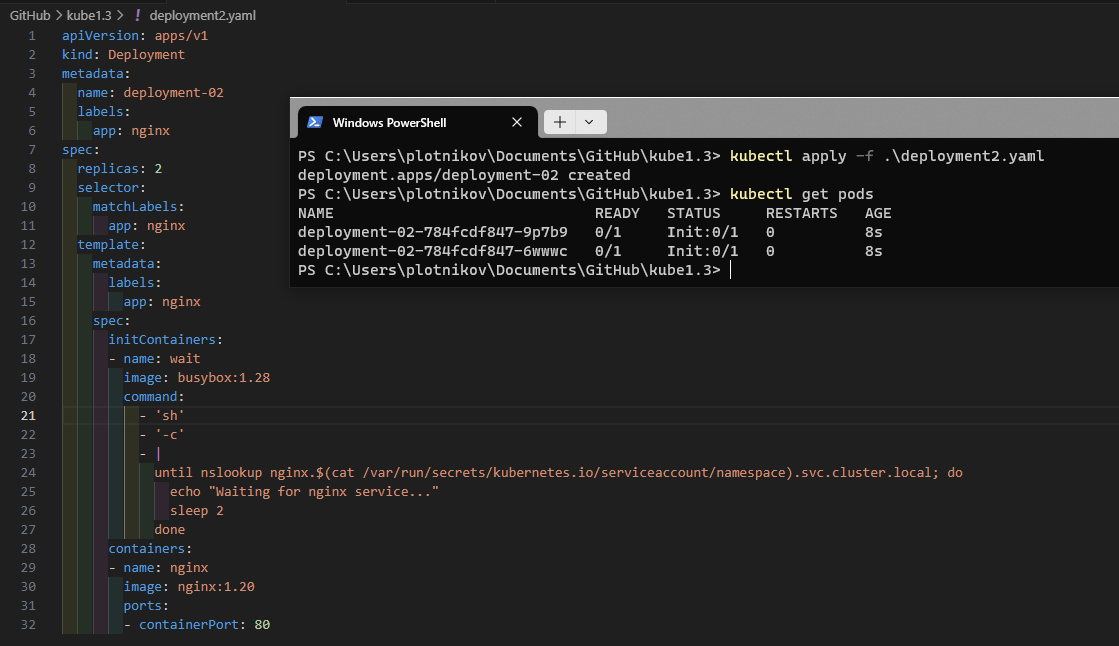 GitHub > kube1.3 > ! deployment2.yaml
1 apiVersion: apps/v1
2 kind: Deployment
3 metadata:
4   name: deployment-02
5   labels:
6     app: nginx
7 spec:
8   replicas: 2
9   selector:
10     matchLabels:
11       app: nginx
12   template:
13     metadata:
14       labels:
15         app: nginx
16     spec:
17       initContainers:
18       - name: wait
19         image: busybox:1.28
20         command:
21           - 'sh'
22           - '-c'
23           - |
24             until nslookup nginx.$(cat /var/run/secrets/kubernetes.io/serviceaccount/namespace).svc.cluster.local; do
25               echo "Waiting for nginx service..."
26               sleep 2
27             done
28       containers:
29       - name: nginx
30         image: nginx:1.20
31         ports:
32         - containerPort: 80
Windows PowerShell
PS C:\Users\plotnikov\Documents\GitHub\kube1.3> kubectl apply -f .\deployment2.yaml
deployment.apps/deployment-02 created
PS C:\Users\plotnikov\Documents\GitHub\kube1.3> kubectl get pods
NAME                             READY   STATUS     RESTARTS   AGE
deployment-02-784fcdf847-9p7b9   0/1     Init:0/1   0          8s
deployment-02-784fcdf847-6wwwc   0/1     Init:0/1   0          8s
PS C:\Users\plotnikov\Documents\GitHub\kube1.3>